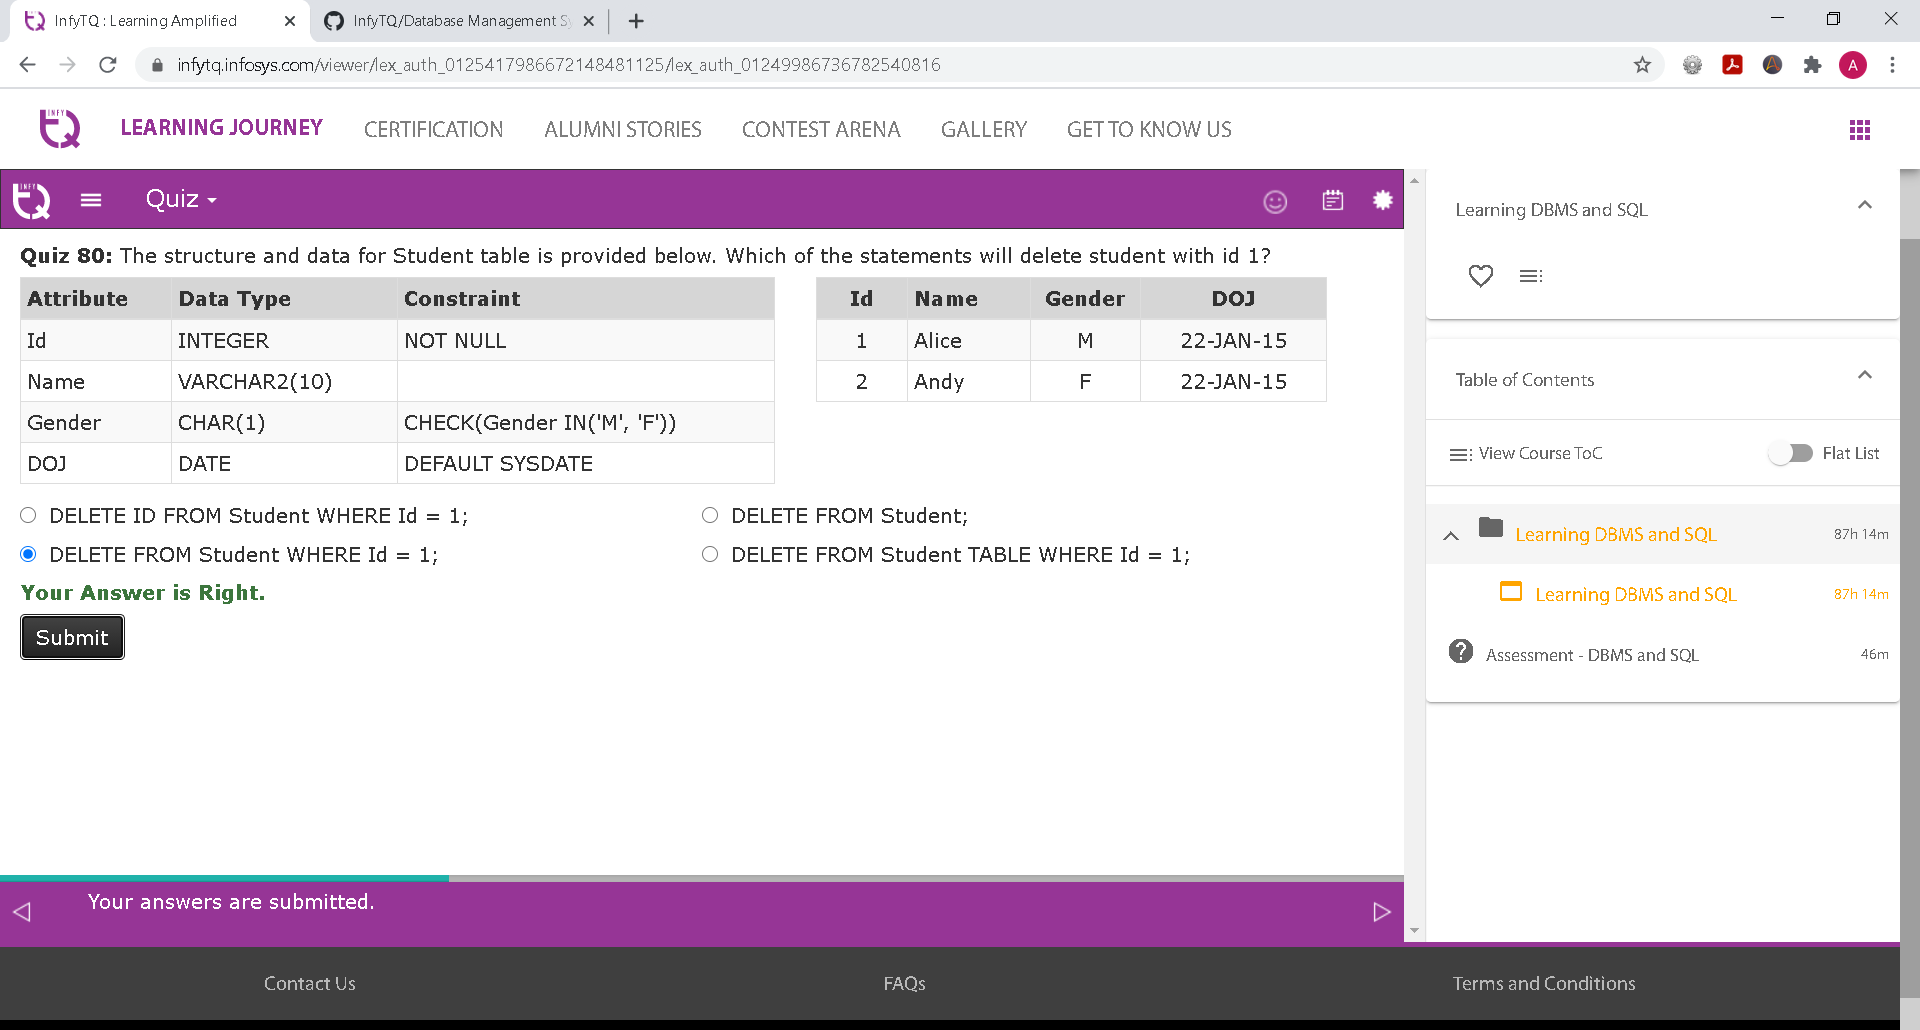 InfyTQ : Learning Amplified
InfyTQ/Database Management Sy
infytq.infosys.com/viewer/lex_auth_0125417986672148481125/lex_auth_01249986736782540816
A
INFY TQ
LEARNING JOURNEY
CERTIFICATION
ALUMNI STORIES
CONTEST ARENA
GALLERY
GET TO KNOW US
INFY TQ
Quiz
Quiz 80: The structure and data for Student table is provided below. Which of the statements will delete student with id 1?
Attribute Data Type Constraint
Id INTEGER NOT NULL
Name VARCHAR2(10)
Gender CHAR(1) CHECK(Gender IN('M', 'F'))
DOJ DATE DEFAULT SYSDATE
Id Name Gender DOJ
1 Alice M 22-JAN-15
2 Andy F 22-JAN-15
DELETE ID FROM Student WHERE Id = 1;
DELETE FROM Student;
DELETE FROM Student WHERE Id = 1;
DELETE FROM Student TABLE WHERE Id = 1;
Your Answer is Right.
Submit
Your answers are submitted.
Learning DBMS and SQL
Table of Contents
View Course ToC
Flat List
Learning DBMS and SQL 87h 14m
Learning DBMS and SQL 87h 14m
Assessment - DBMS and SQL 46m
Contact Us
FAQs
Terms and Conditions